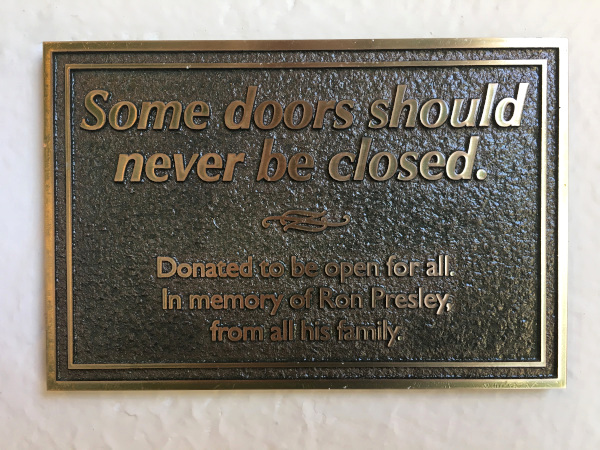 Some doors should
never be closed.
Donated to be open for all.
In memory of Ron Presley,
from all his family.